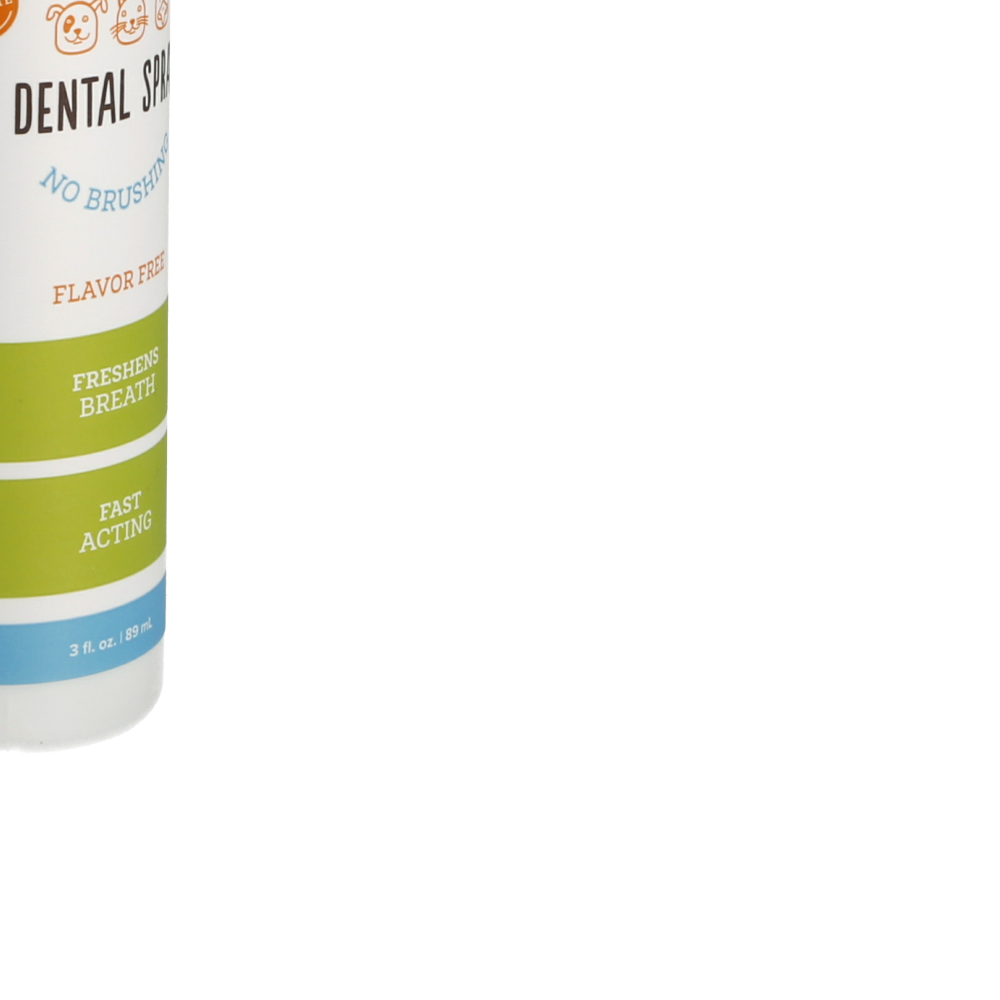 DENTAL SPRA
NO BRUSHING
FLAVOR FREE
FRESHENS
BREATH
FAST
ACTING
3 fl. oz. | 89 mL